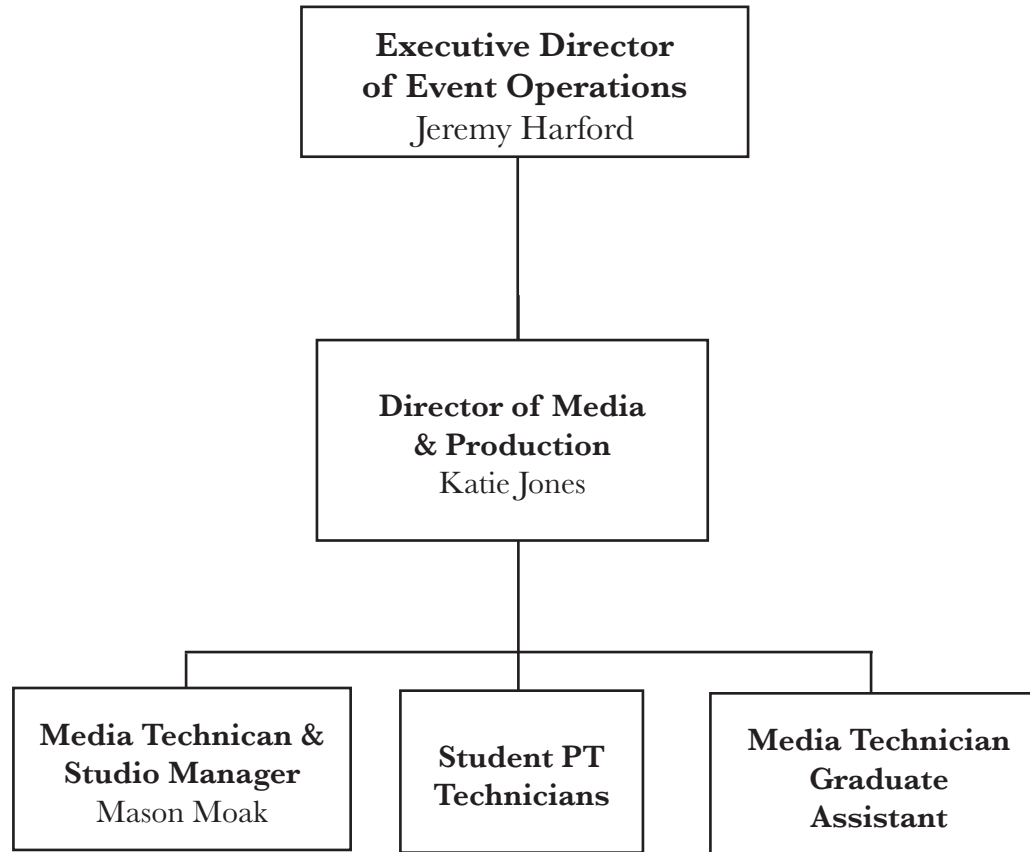 Executive Director
of Event Operations
Jeremy Harford
Director of Media
& Production
Katie Jones
Media Technican &
Studio Manager
Mason Moak
Student PT
Technicians
Media Technician
Graduate
Assistant